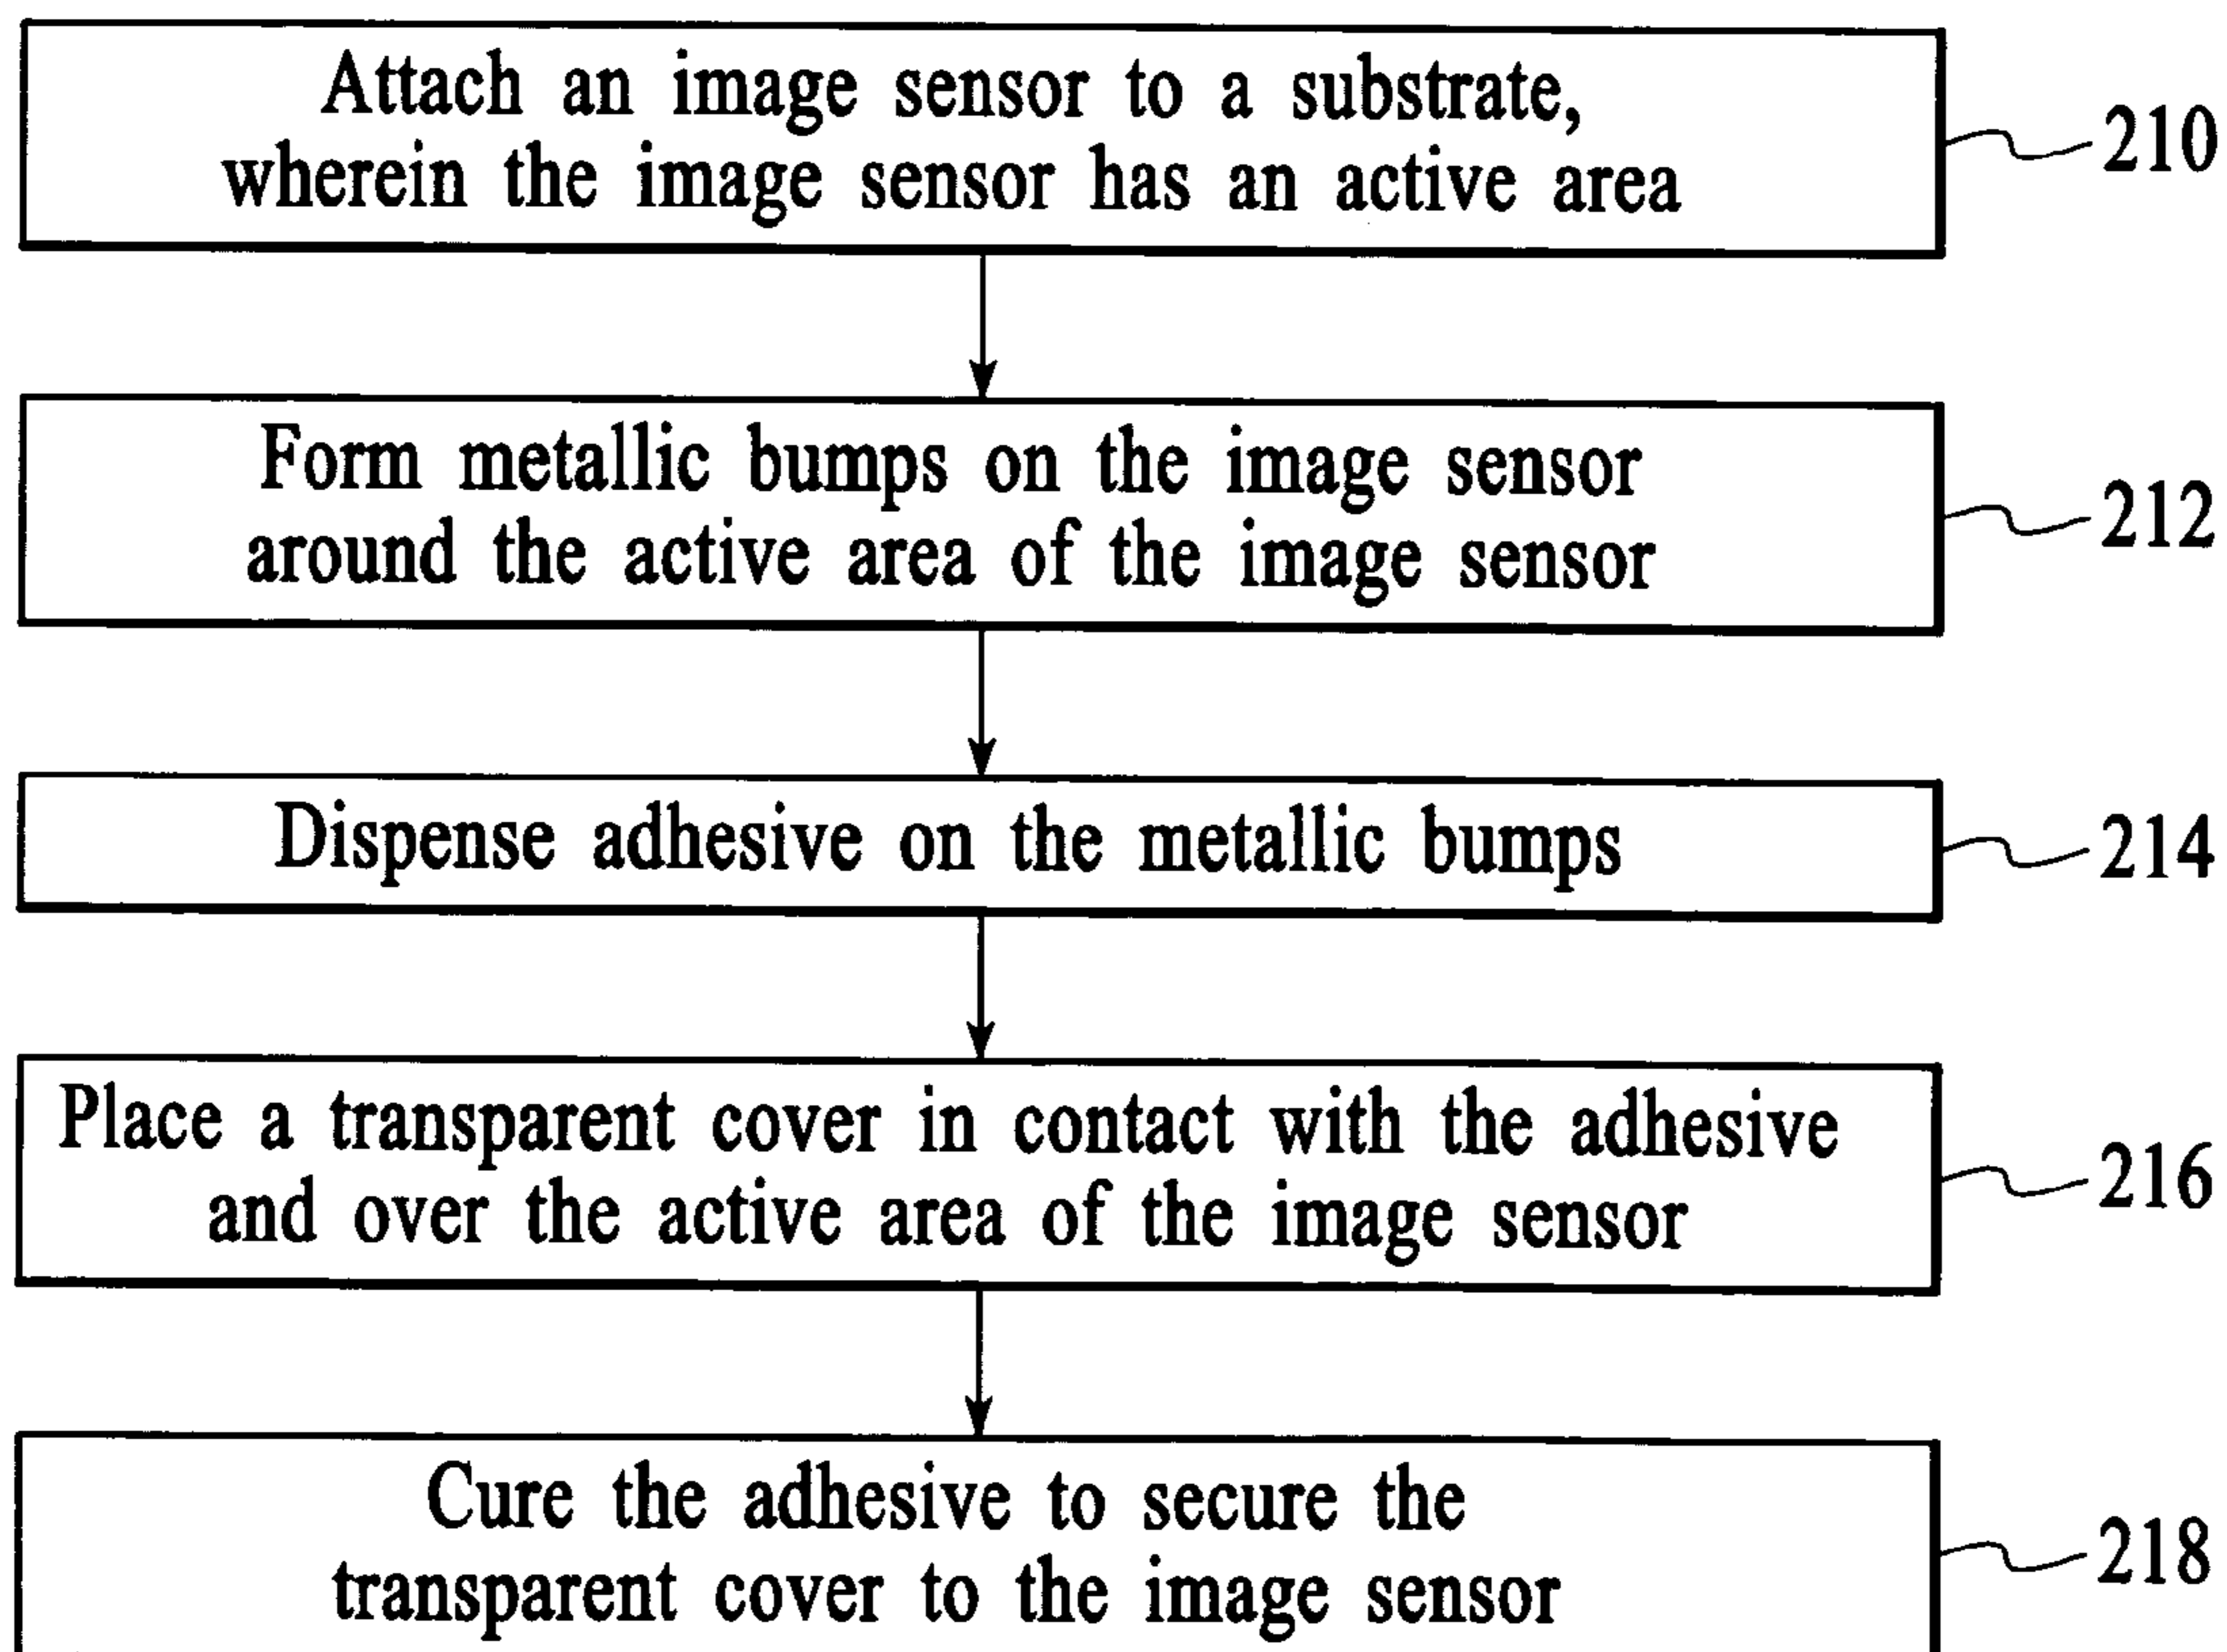 Attach an image sensor to a substrate,
wherein the image sensor has an active area
210
Form metallic bumps on the image sensor
around the active area of the image sensor
212
Dispense adhesive on the metallic bumps
214
Place a transparent cover in contact with the adhesive
and over the active area of the image sensor
216
Cure the adhesive to secure the
transparent cover to the image sensor
218